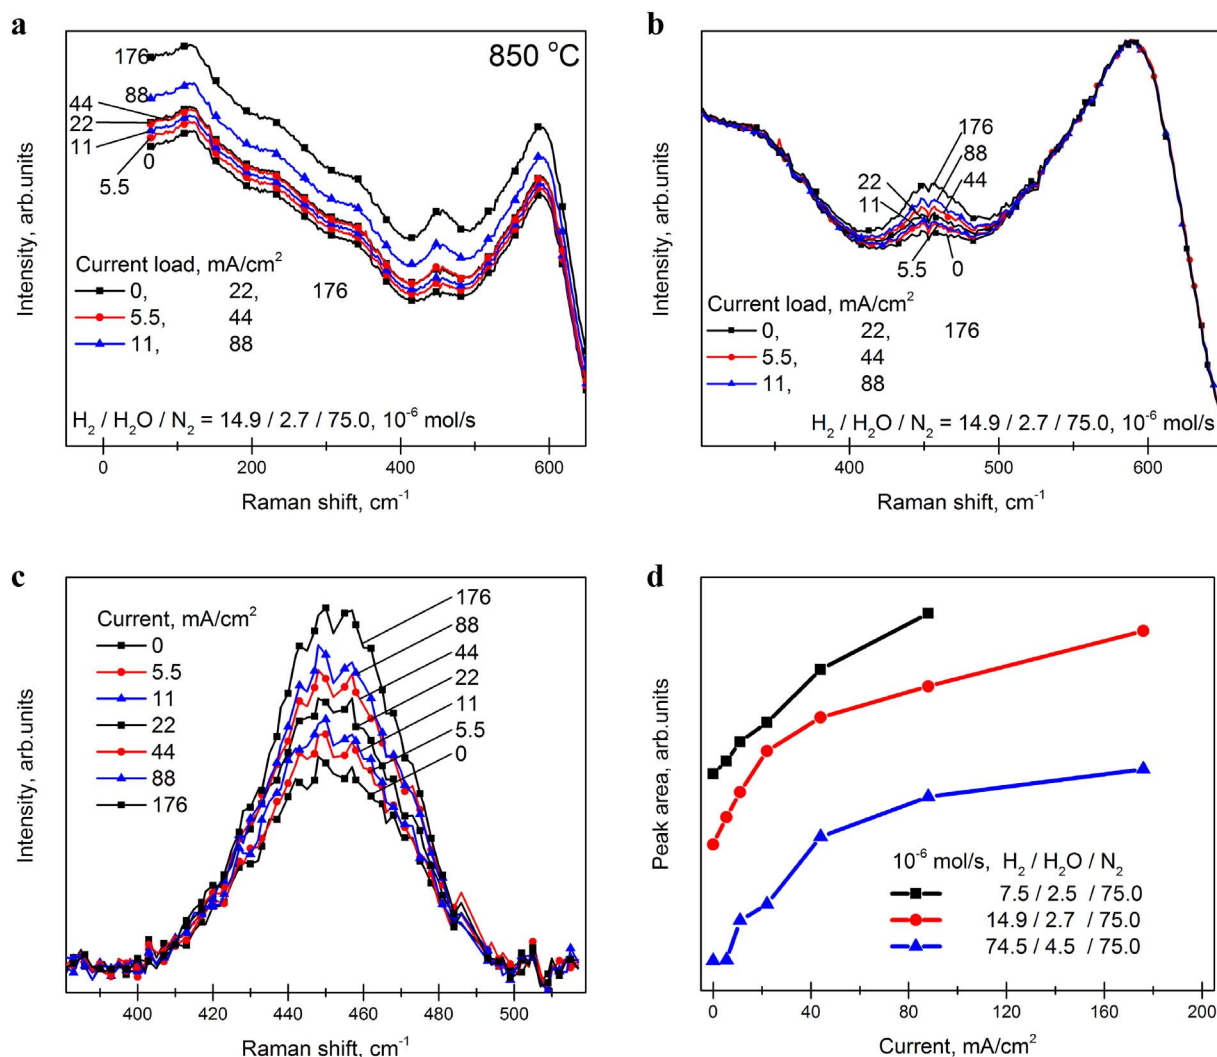 a
850 °C
176
88
44
22
11
5.5
0
Intensity, arb.units
Current load, mA/cm²
0, 22, 176
5.5, 44
11, 88
H₂ / H₂O / N₂ = 14.9 / 2.7 / 75.0, 10⁻⁶ mol/s
0 200 400 600
Raman shift, cm⁻¹
b
176
88
44
22
11
5.5
0
Intensity, arb.units
Current load, mA/cm²
0, 22, 176
5.5, 44
11, 88
H₂ / H₂O / N₂ = 14.9 / 2.7 / 75.0, 10⁻⁶ mol/s
400 500 600
Raman shift, cm⁻¹
c
Current, mA/cm²
0
5.5
11
22
44
88
176
176
88
44
22
11
5.5
0
Intensity, arb.units
400 420 440 460 480 500
Raman shift, cm⁻¹
d
Peak area, arb.units
10⁻⁶ mol/s, H₂ / H₂O / N₂
7.5 / 2.5 / 75.0
14.9 / 2.7 / 75.0
74.5 / 4.5 / 75.0
0 40 80 120 160 200
Current, mA/cm²